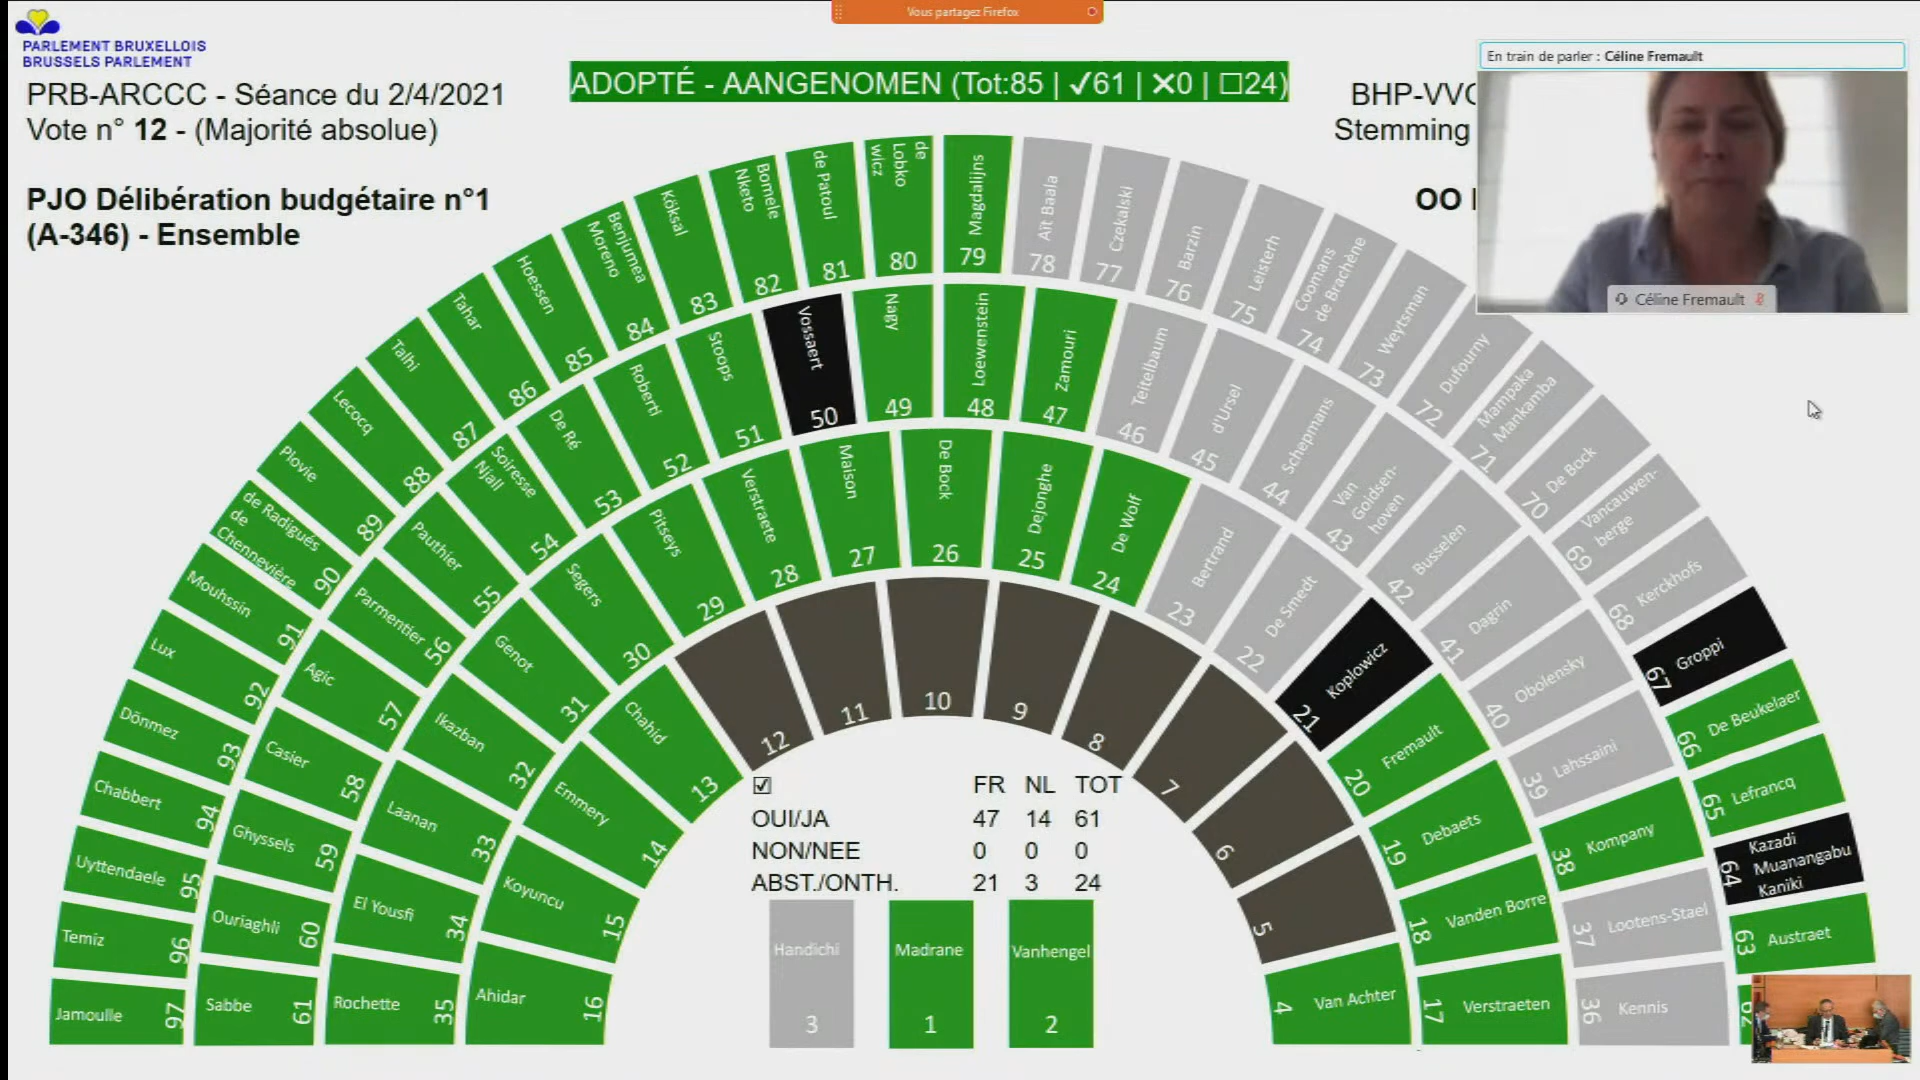 Vous partagez Firefox
PARLEMENT BRUXELLOIS
BRUSSELS PARLEMENT
En train de parler : Céline Fremault
ADOPTÉ - AANGENOMEN (Tot:85 | ✓61 | ✕0 | ☐24)
PRB-ARCCC - Séance du 2/4/2021
Vote n° 12 - (Majorité absolue)
BHP-VV
Stemming
PJO Délibération budgétaire n°1
(A-346) - Ensemble
OO
Céline Fremault
Jamoulle 97
Temiz 96
Uyttendaele 95
Chabbert 94
Dönmez 93
Lux 92
Mouhssin 91
de Radiguès
de
Chennevière 90
Plovie 89
Lecocq 88
Talhi 87
Tahar 86
Hoessen 85
Benjumea
Moreno 84
Köksal 83
Bomele
Nketo 82
de Patoul 81
de
Lobko
wicz 80
Magdalijns 79
Aït Baala 78
Czekalski 77
Barzin 76
Leisterh 75
Coomans
de Brachène 74
Weytsman 73
Dufourny 72
Mampaka
Mankamba 71
De Bock 70
Vancauwen-
berge 69
Kerckhofs 68
Groppi 67
De Beukelaer 66
Lefrancq 65
Kazadi
Muanangabu
Kaniki 64
Austraet 63
Sabbe 61
Ouriaghli 60
Ghyssels 59
Casier 58
Agic 57
Parmentier 56
Pauthier 55
Soiresse
Njall 54
De Ré 53
Roberti 52
Stoops 51
Vossaert 50
Nagy 49
Loewenstein 48
Zamouri 47
Teitelbaum 46
d'Ursel 45
Schepmans 44
Van
Goidsen-
hoven 43
Busselen 42
Dagrin 41
Obolensky 40
Lahssaini 39
Kompany 38
Lootens-Stael 37
Kennis 36
Rochette 35
El Yousfi 34
Laanan 33
Ikazban 32
Genot 31
Segers 30
Pitseys 29
Verstraete 28
Maison 27
De Bock 26
Dejonghe 25
De Wolf 24
Bertrand 23
De Smedt 22
Koplowicz 21
Fremault 20
Debaets 19
Vanden Borre 18
Verstraeten 17
Ahidar 16
Koyuncu 15
Emmery 14
Chahid 13
12
11
10
9
8
7
6
5
Van Achter 4
☑ FR NL TOT
OUI/JA 47 14 61
NON/NEE 0 0 0
ABST./ONTH. 21 3 24
Handichi 3
Madrane 1
Vanhengel 2